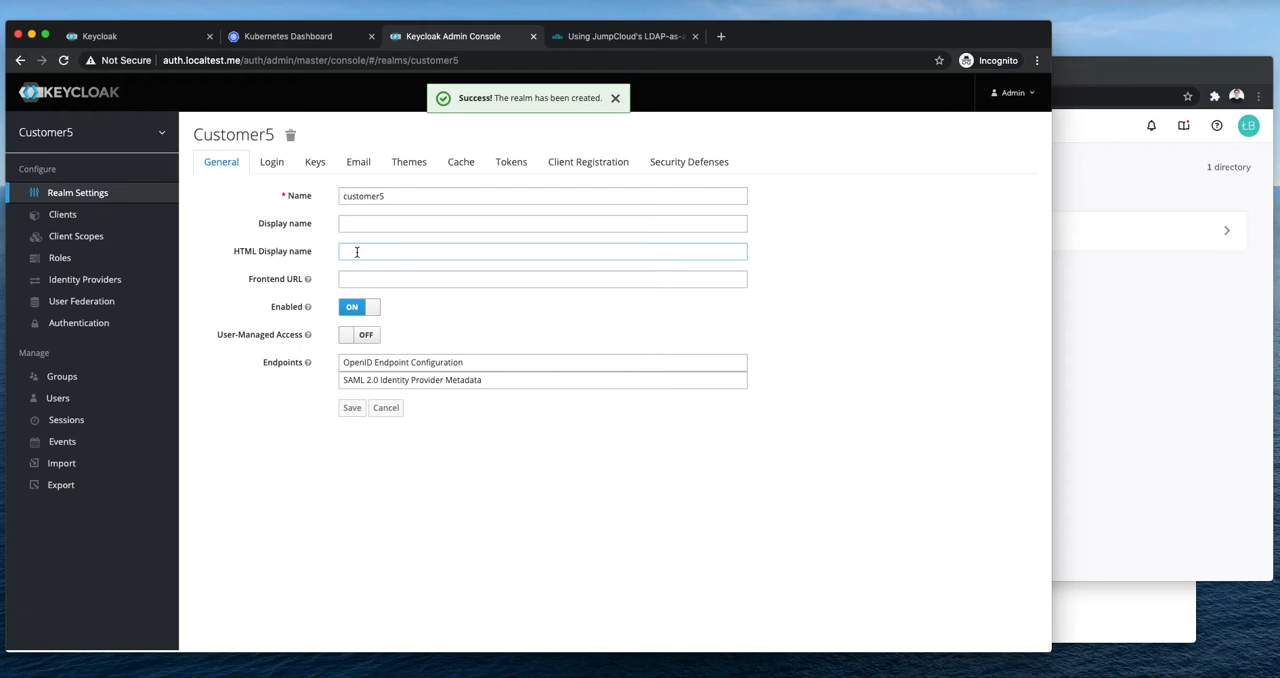 Keycloak
Kubernetes Dashboard
Keycloak Admin Console
Using JumpCloud's LDAP-as-
Not Secure
auth.localtest.me/auth/admin/master/console/#/realms/customer5
Incognito
KEYCLOAK
Success! The realm has been created.
Admin
ŁB
Customer5
Customer5
1 directory
General
Login
Keys
Email
Themes
Cache
Tokens
Client Registration
Security Defenses
Configure
Realm Settings
Clients
Client Scopes
Roles
Identity Providers
User Federation
Authentication
Manage
Groups
Users
Sessions
Events
Import
Export
* Name
customer5
Display name
HTML Display name
Frontend URL
Enabled
ON
User-Managed Access
OFF
Endpoints
OpenID Endpoint Configuration
SAML 2.0 Identity Provider Metadata
Save
Cancel